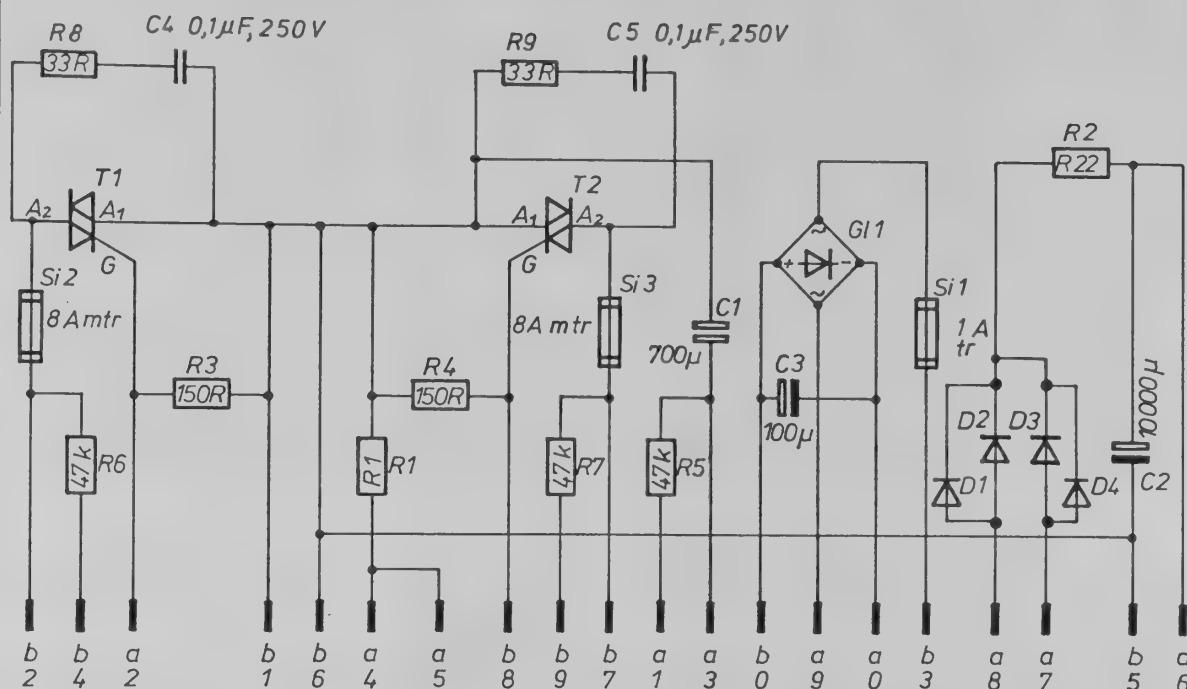 C4 0,1µF, 250V
C5 0,1µF, 250V
R8
33R
R9
33R
R2
R22
T1
A2
A1
G
T2
A1
A2
G
Gl1
~
+ -
~
Si2
8A mtr
Si3
8A mtr
C1
700µ
Si1
1A
tr
R3
150R
R4
150R
C3
100µ
10000µ
C2
D2
D3
D1
D4
47k
R6
R1
R1
47k
R7
47k
R5
b b a b b a a b b b a a b a a b a a b a
2 4 2 1 6 4 5 8 9 7 1 3 0 9 0 3 8 7 5 6